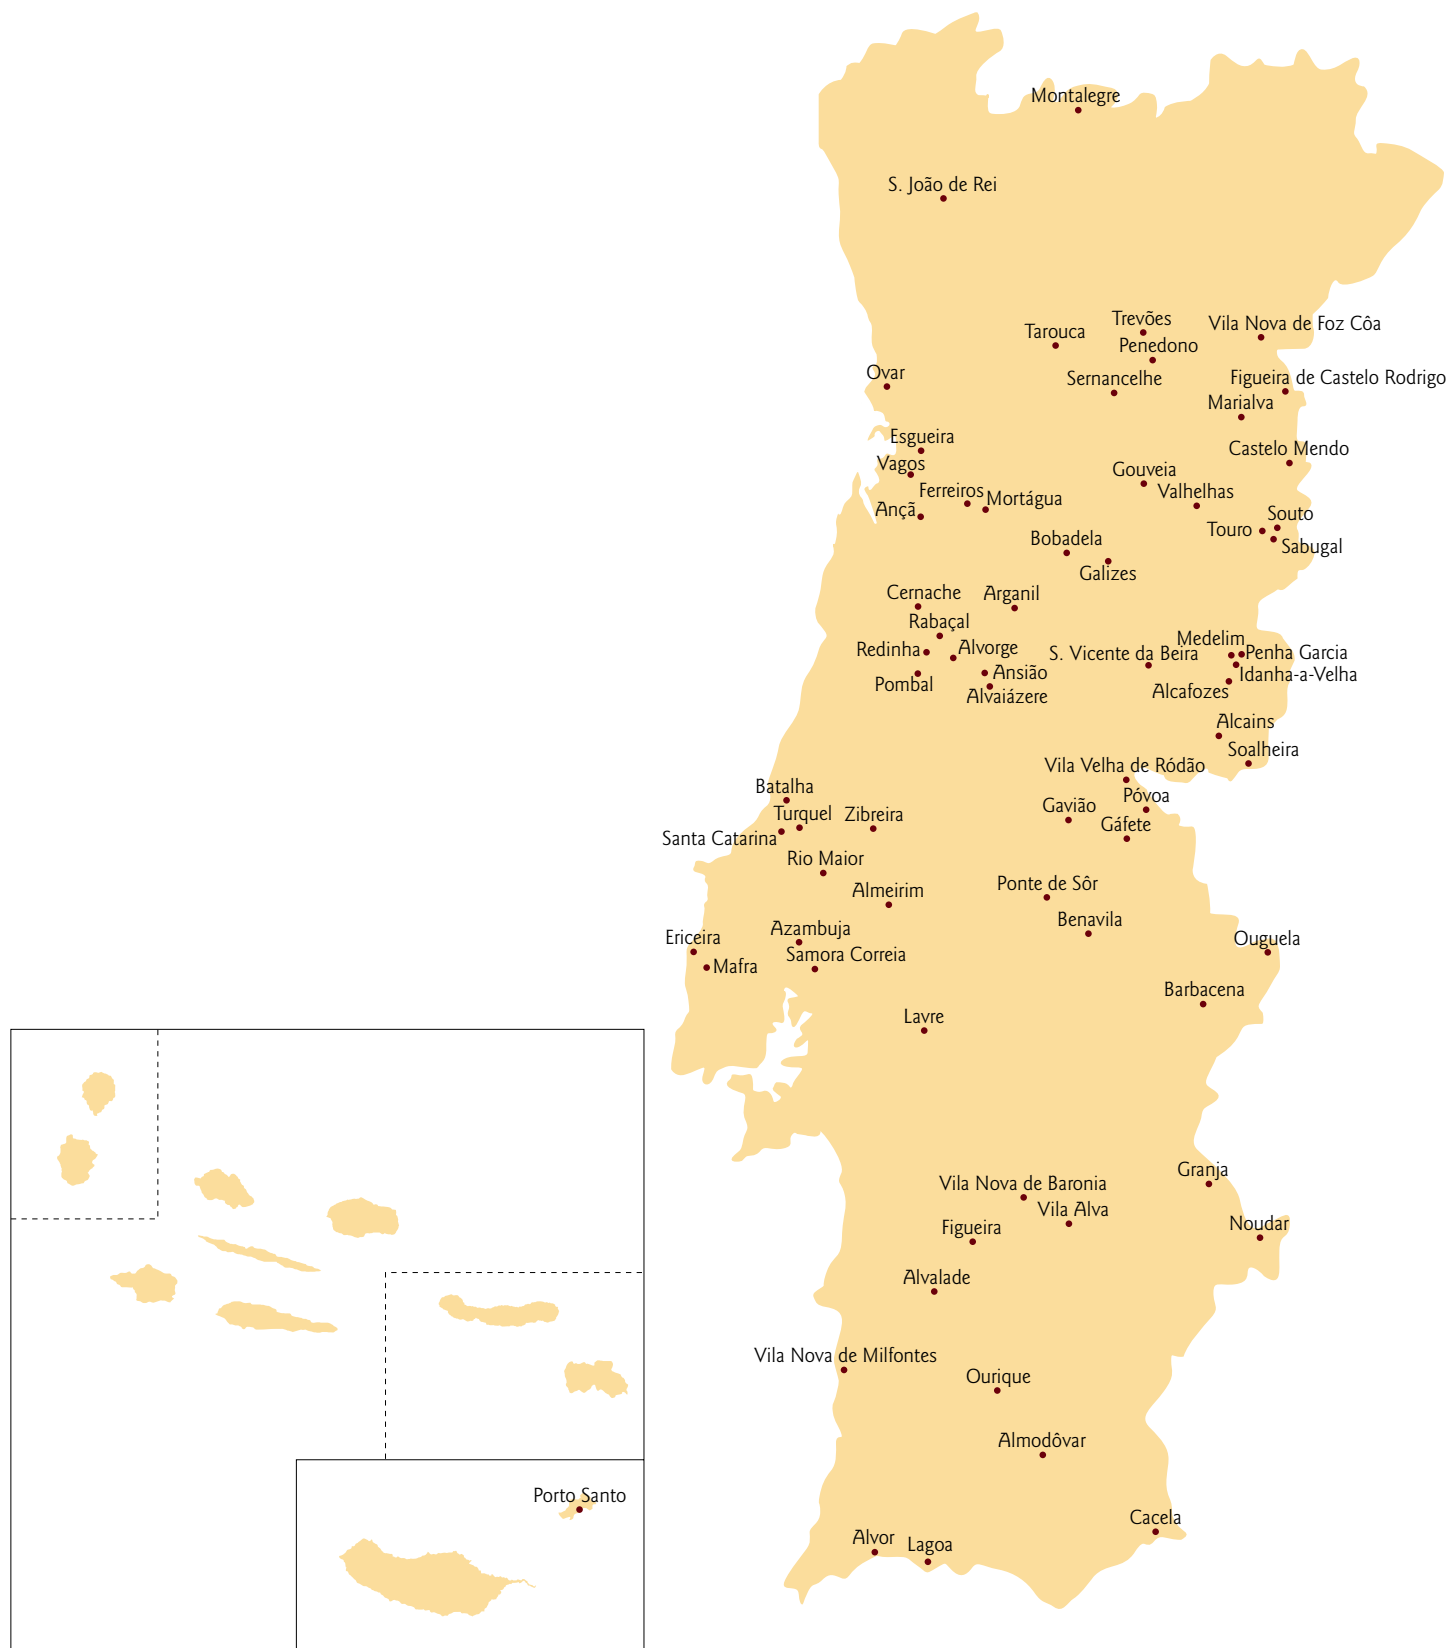 Montalegre
S. João de Rei
Trevões
Vila Nova de Foz Côa
Tarouca
Penedono
Ovar
Sernancelhe
Figueira de Castelo Rodrigo
Marialva
Esgueira
Castelo Mendo
Vagos
Gouveia
Ferreiros
Mortágua
Valhelhas
Ançã
Souto
Touro
Bobadela
Sabugal
Galizes
Cernache
Arganil
Rabaçal
Medelim
Redinha
Alvorge
S. Vicente da Beira
Penha Garcia
Ansião
Idanha-a-Velha
Pombal
Alvaiázere
Alcafozes
Alcains
Soalheira
Vila Velha de Ródão
Batalha
Póvoa
Turquel
Zibreira
Gavião
Gáfete
Santa Catarina
Rio Maior
Almeirim
Ponte de Sôr
Benavila
Azambuja
Ericeira
Ouguela
Samora Correia
Mafra
Barbacena
Lavre
Granja
Vila Nova de Baronia
Vila Alva
Figueira
Noudar
Alvalade
Vila Nova de Milfontes
Ourique
Almodôvar
Porto Santo
Cacela
Alvor
Lagoa